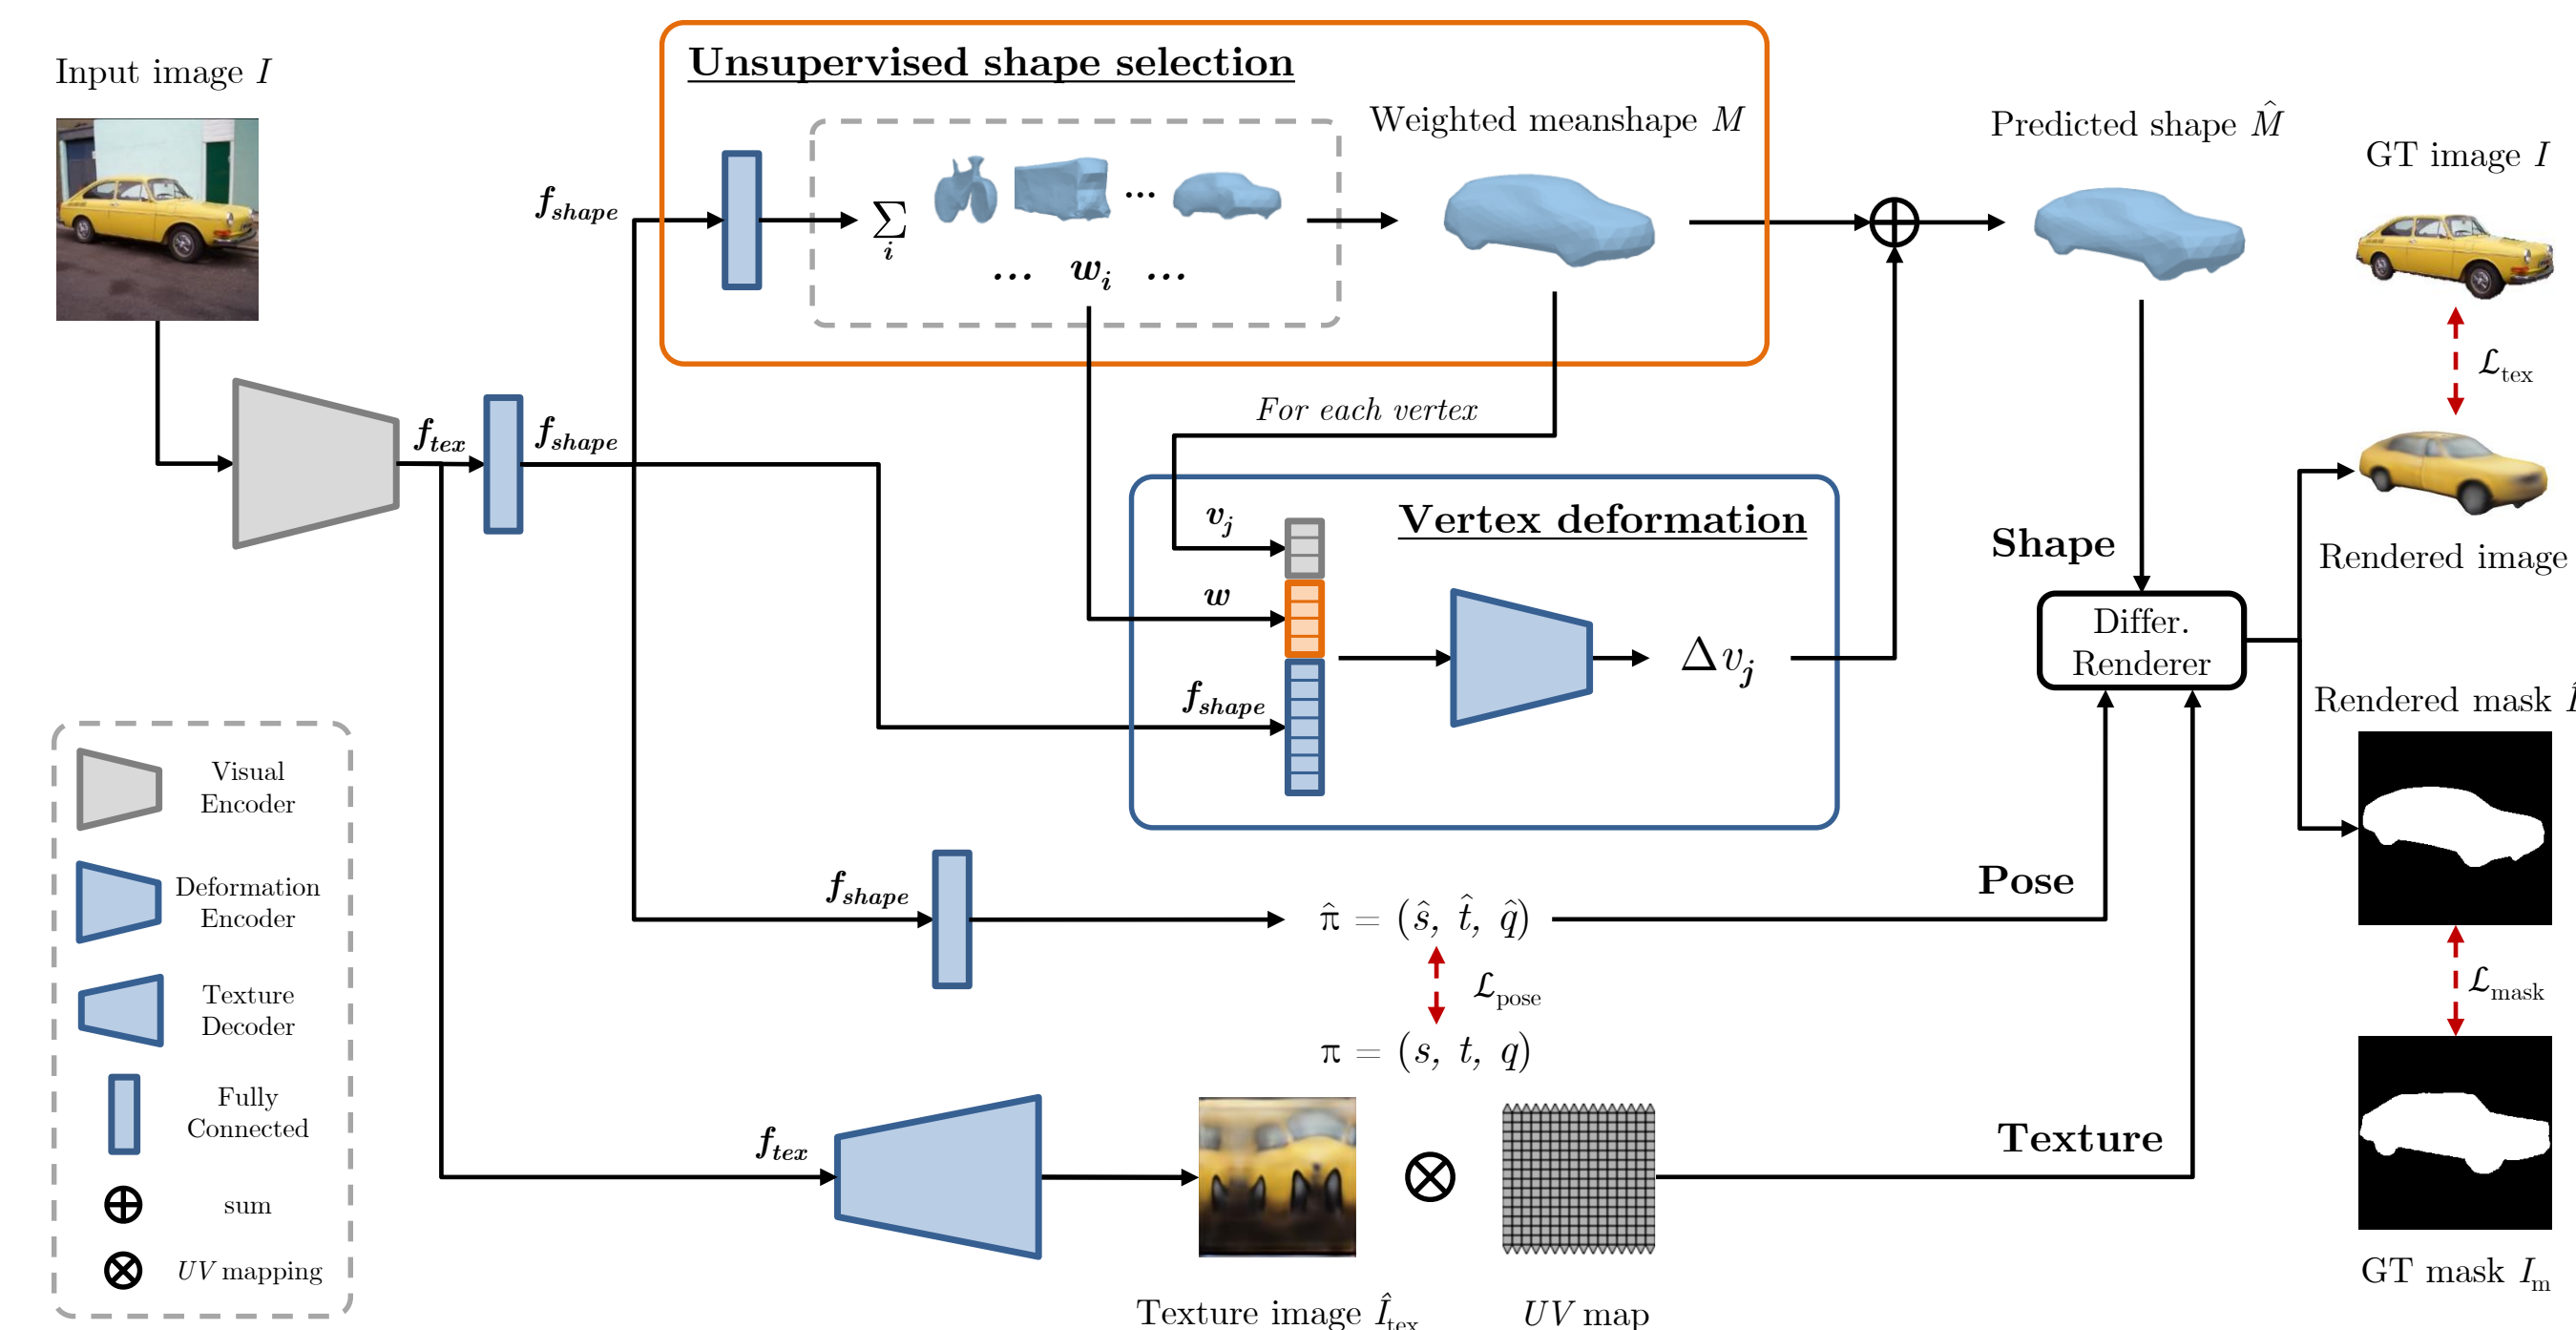 Input image I
Unsupervised shape selection
f_shape
∑_i
...
... w_i ...
Weighted meanshape M
Predicted shape M̂
GT image I
ℒ_tex
f_tex
f_shape
For each vertex
Vertex deformation
v_j
w
f_shape
Δv_j
Shape
Differ.
Renderer
Rendered image
Rendered mask
ℒ_mask
GT mask I_m
f_shape
π̂ = (ŝ, t̂, q̂)
Pose
ℒ_pose
π = (s, t, q)
f_tex
Texture
Texture image Î_tex
UV map
Visual
Encoder
Deformation
Encoder
Texture
Decoder
Fully
Connected
sum
UV mapping